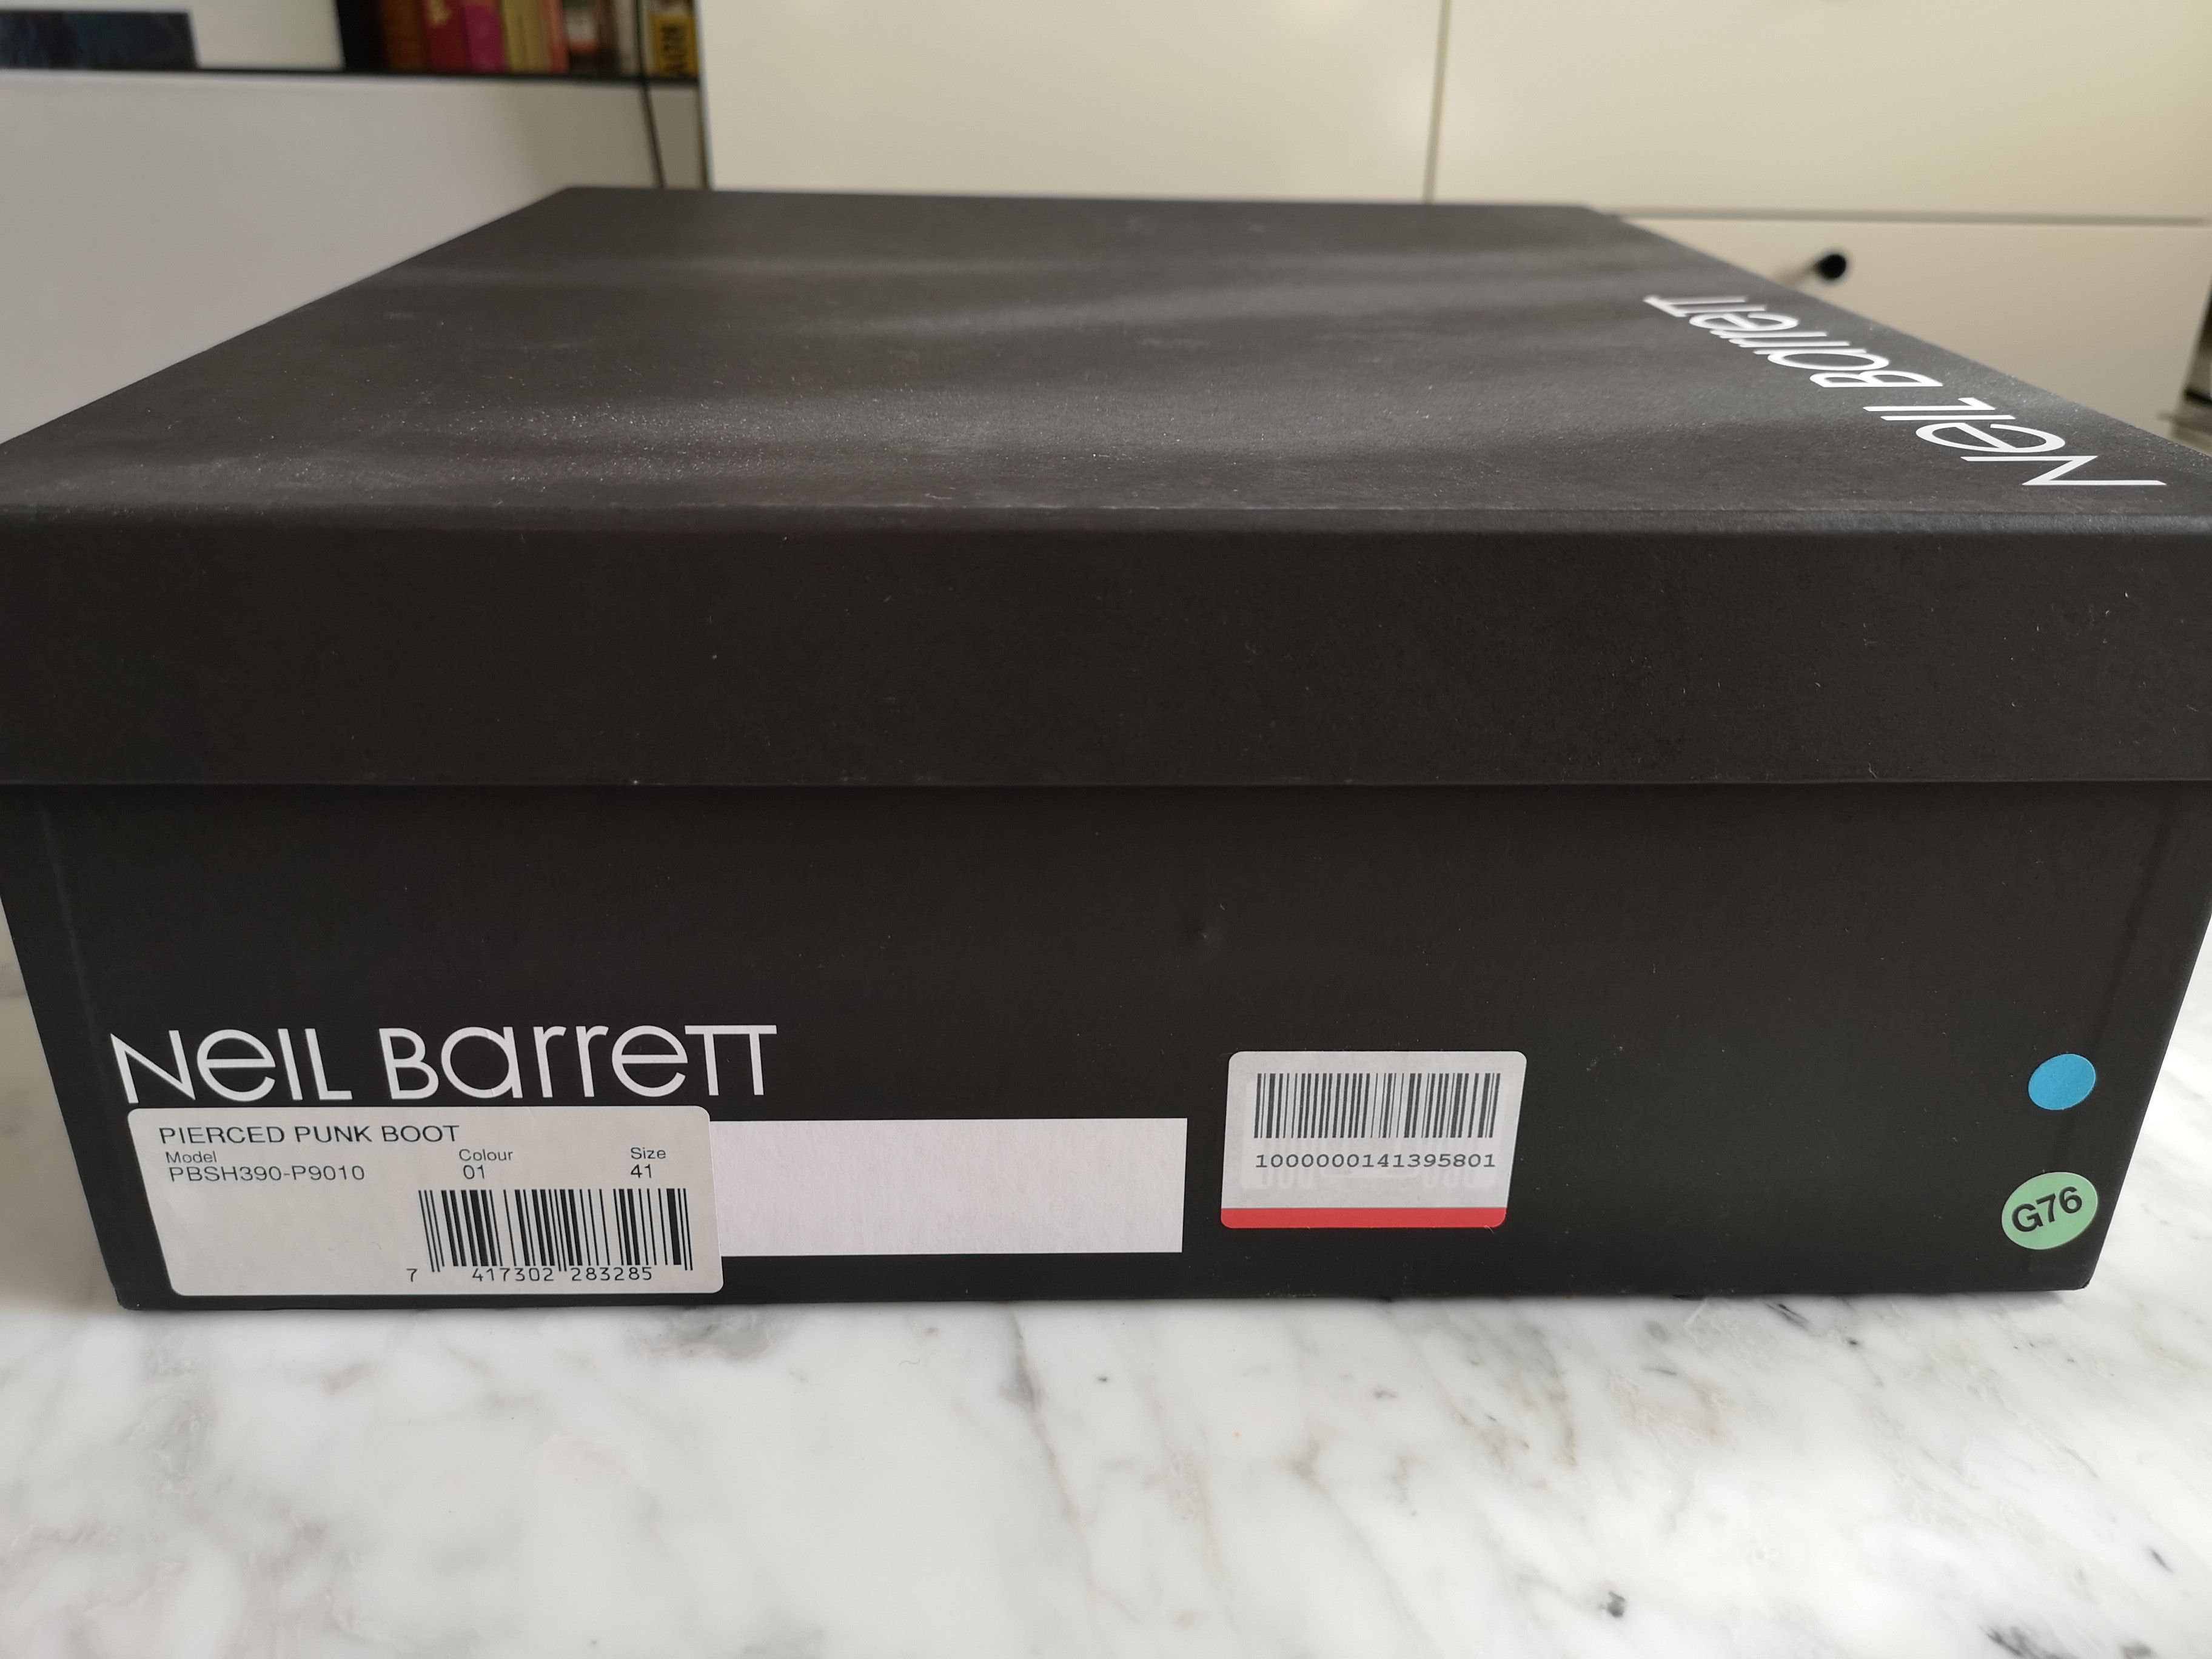 NeIL BarreTT
NeIL BarreTT
PIERCED PUNK BOOT
Model Colour Size
PBSH390-P9010 01 41
7 417302 283285
1000000141395801
G76